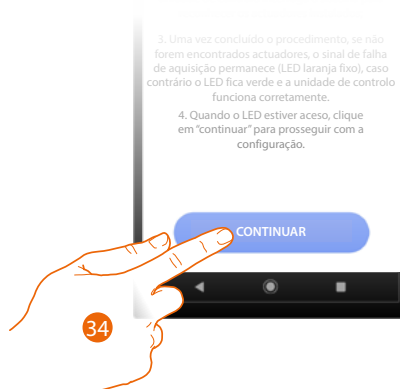 3. Uma vez concluído o procedimento, se não
forem encontrados actuadores, o sinal de falha
de aquisição permanece (LED laranja fixo), caso
contrário o LED fica verde e a unidade de controlo
funciona corretamente.
4. Quando o LED estiver aceso, clique
em “continuar” para prosseguir com a
configuração.
CONTINUAR
34